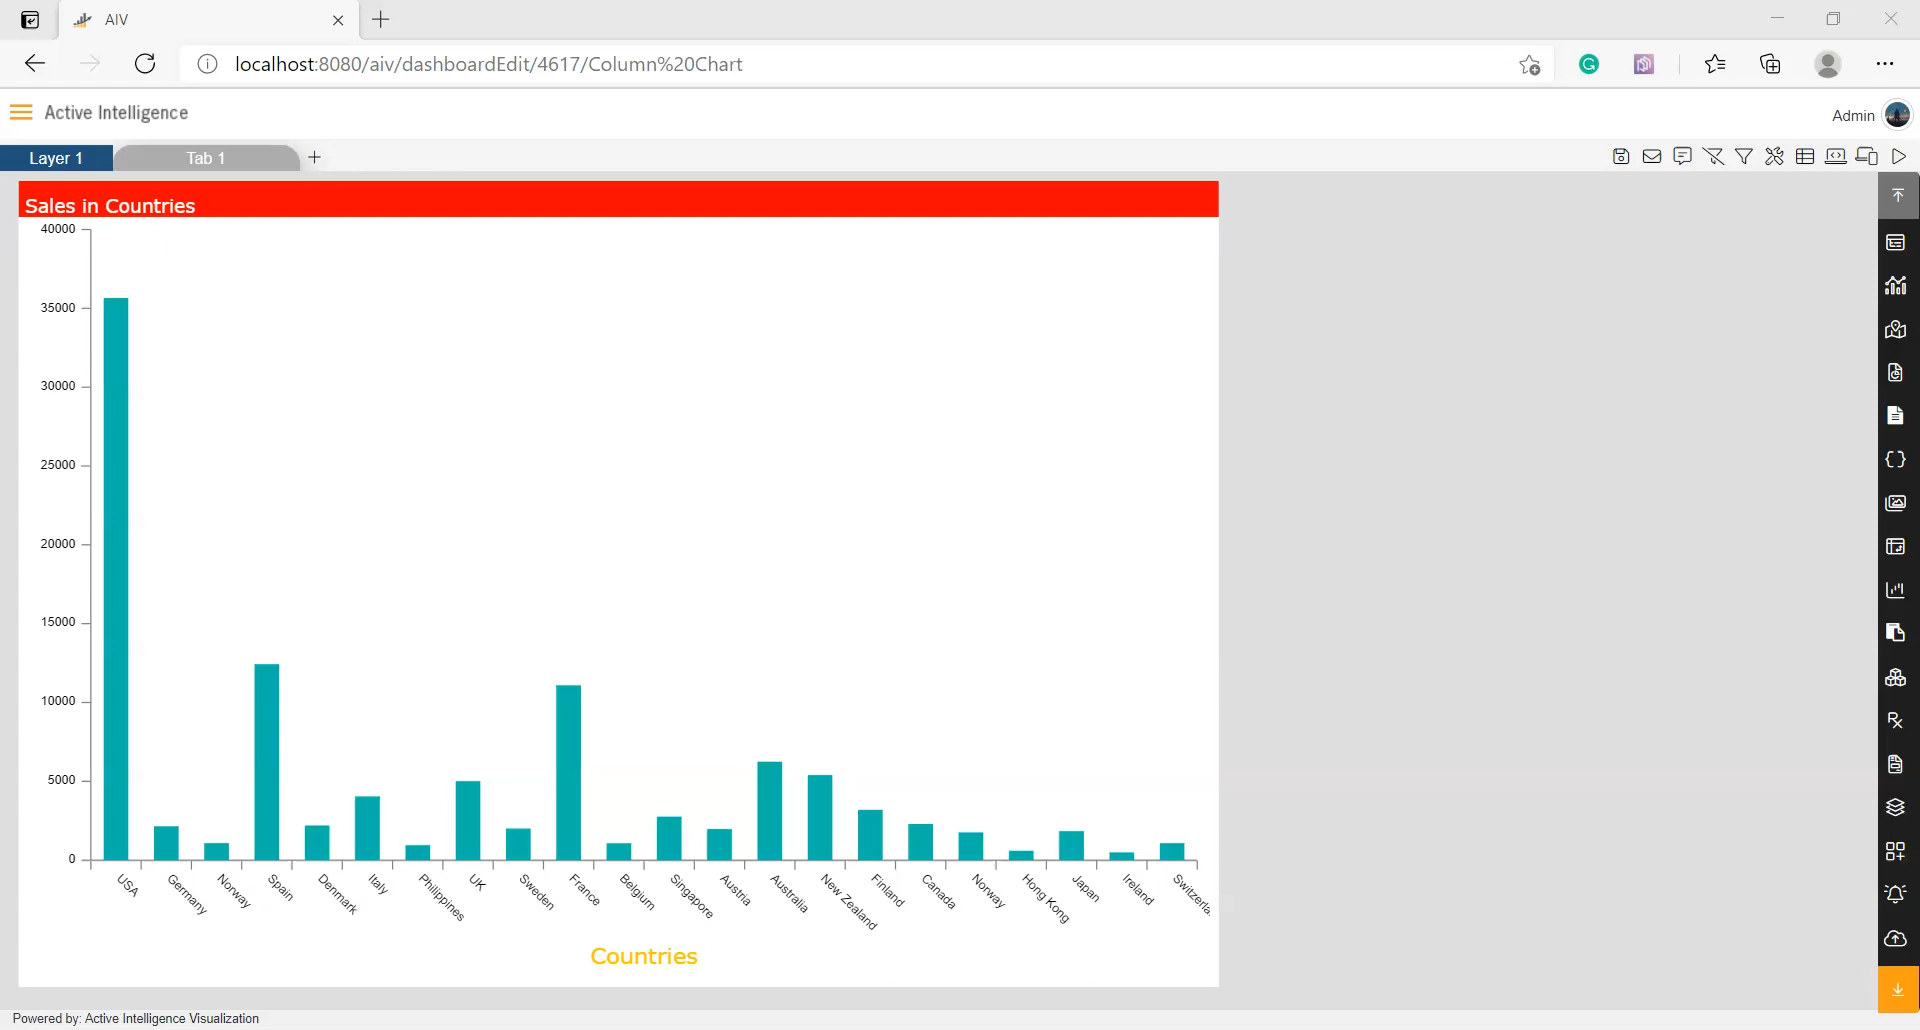 AIV
localhost:8080/aiv/dashboardEdit/4617/Column%20Chart
Active Intelligence
Admin
Layer 1
Tab 1
Sales in Countries
40000
35000
30000
25000
20000
15000
10000
5000
0
USA
Germany
Norway
Spain
Denmark
Italy
Philippines
UK
Sweden
France
Belgium
Singapore
Austria
Australia
New Zealand
Finland
Canada
Norway
Hong Kong
Japan
Ireland
Switzerla
Countries
Powered by: Active Intelligence Visualization